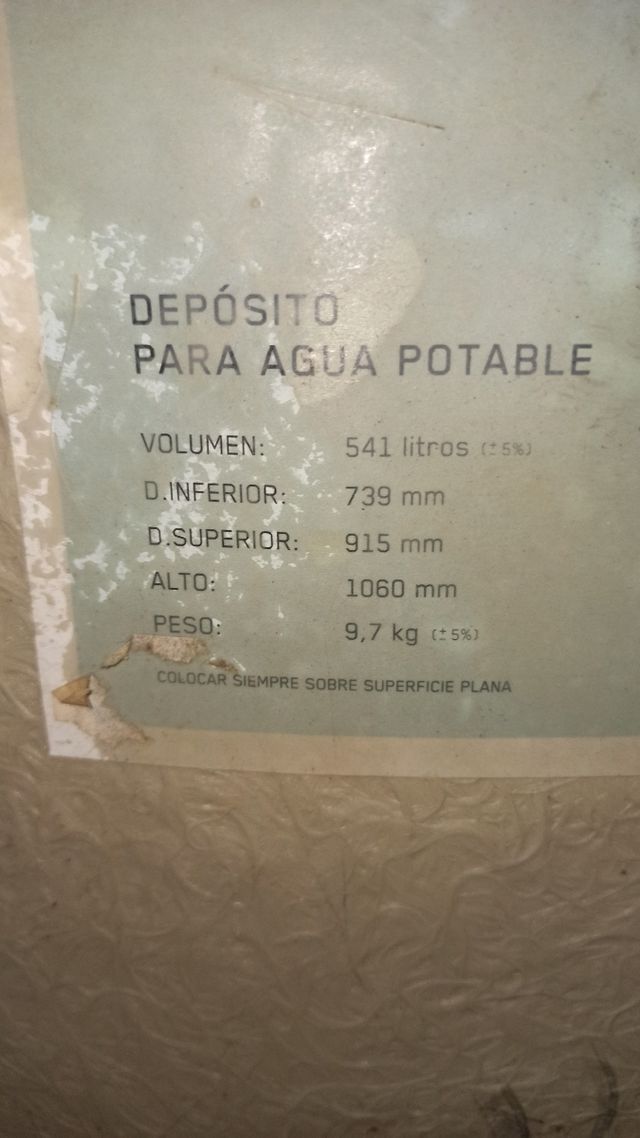 DEPÓSITO
PARA AGUA POTABLE
VOLUMEN: 541 litros (±5%)
D.INFERIOR: 739 mm
D.SUPERIOR: 915 mm
ALTO: 1060 mm
PESO: 9,7 kg (±5%)
COLOCAR SIEMPRE SOBRE SUPERFICIE PLANA